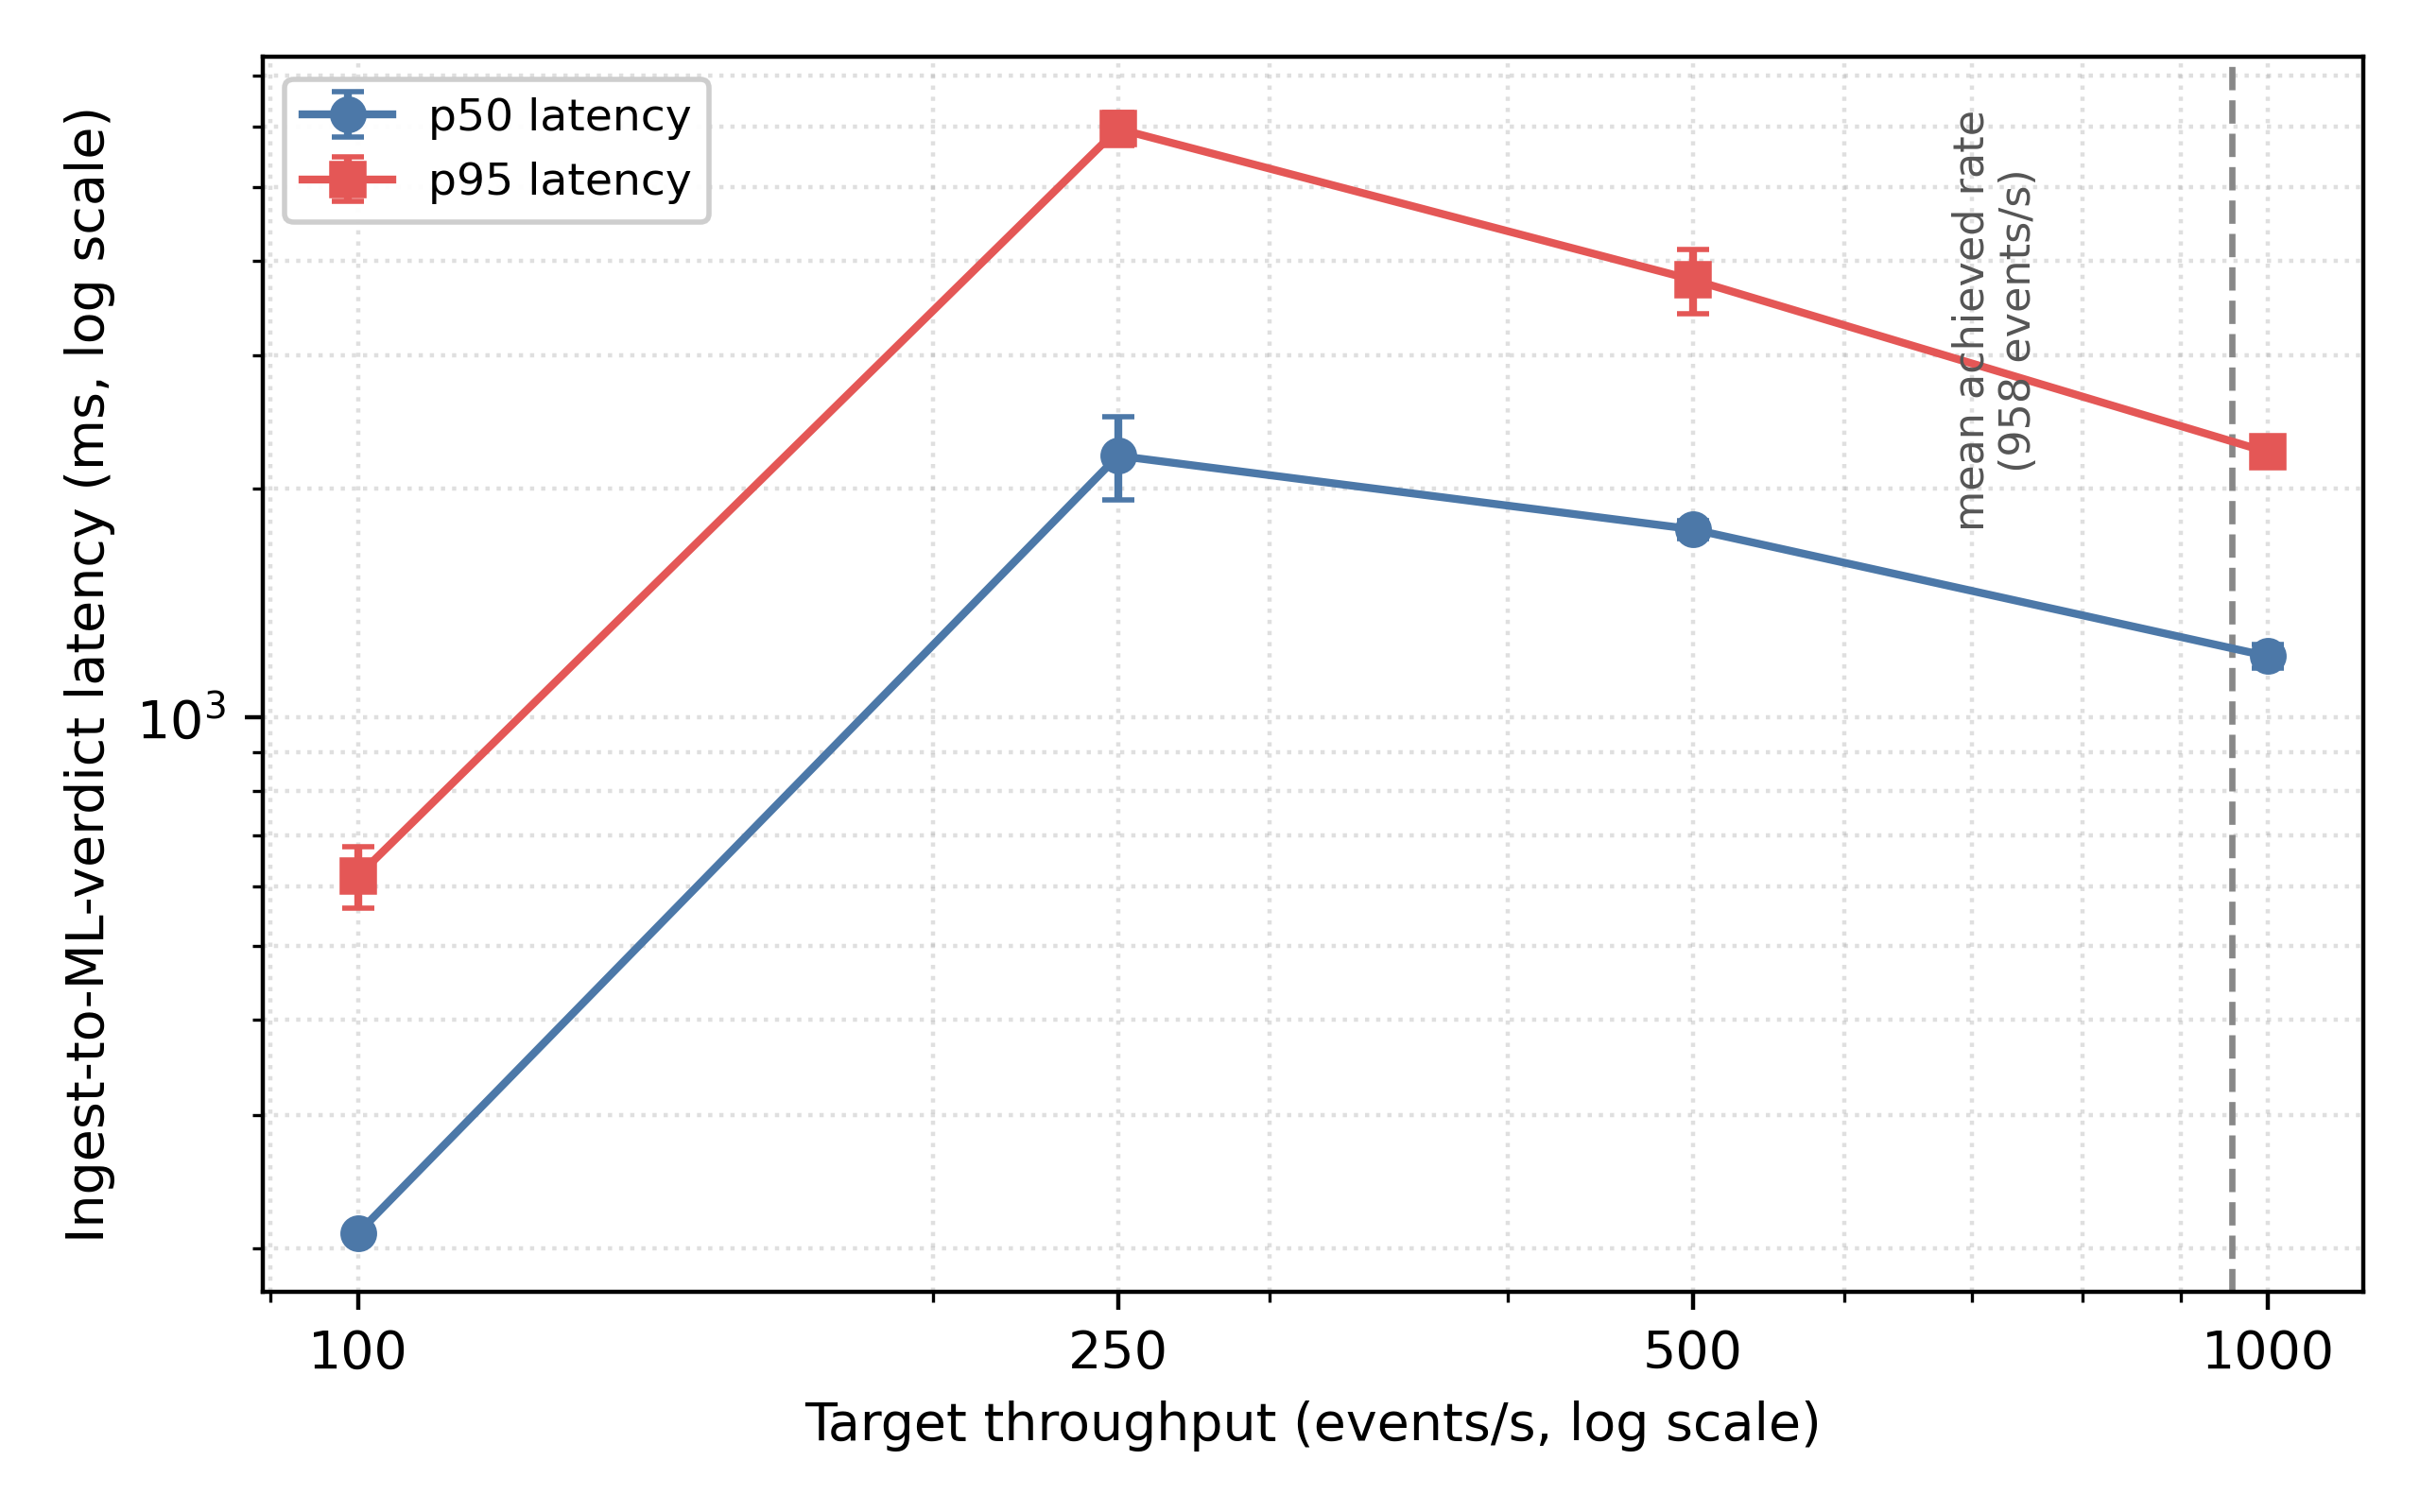 p50 latency
p95 latency
mean achieved rate
(958 events/s)
Ingest-to-ML-verdict latency (ms, log scale)
10³
100
250
500
1000
Target throughput (events/s, log scale)